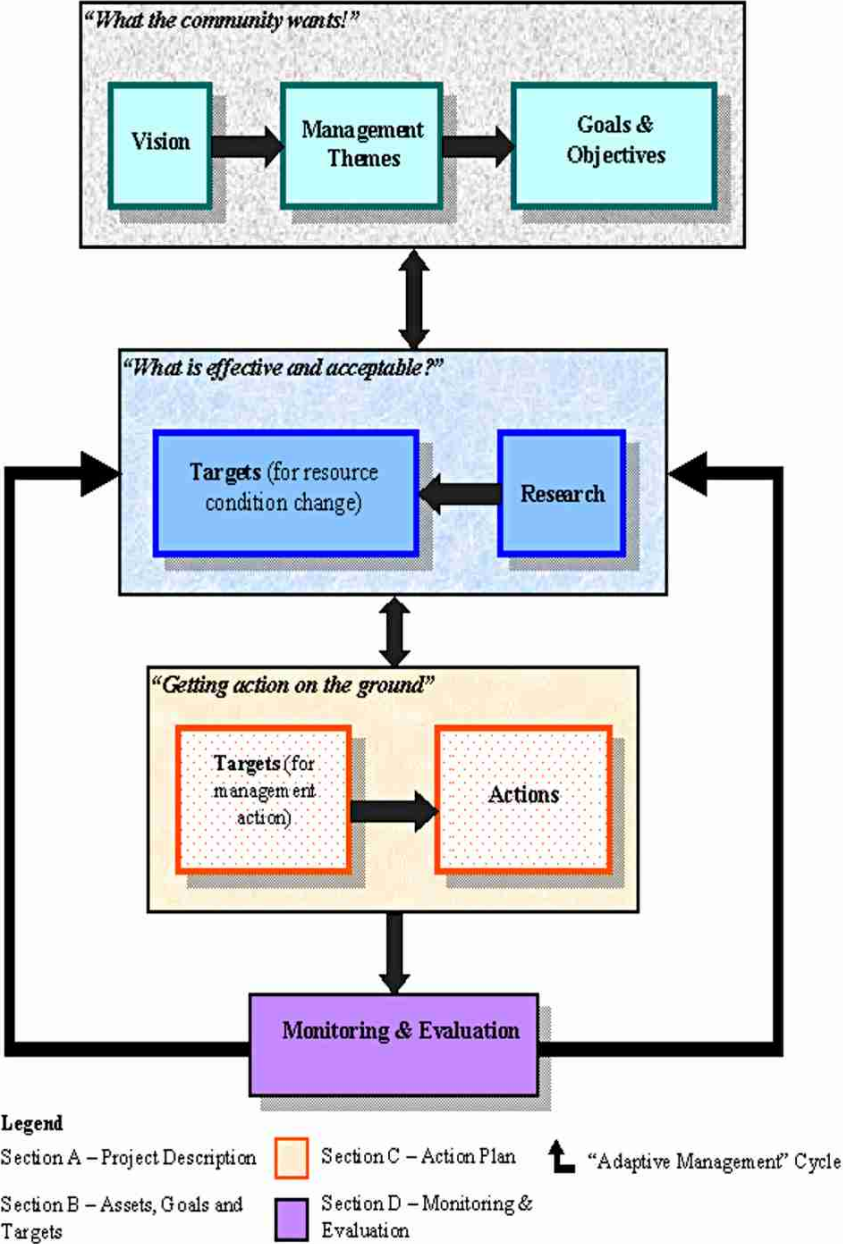 “What the community wants!”
Vision
Management
Themes
Goals &
Objectives
“What is effective and acceptable?”
Targets (for resource
condition change)
Research
“Getting action on the ground”
Targets (for
management
action)
Actions
Monitoring & Evaluation
Legend
Section A – Project Description
Section C – Action Plan
“Adaptive Management” Cycle
Section B – Assets, Goals and
Targets
Section D – Monitoring &
Evaluation